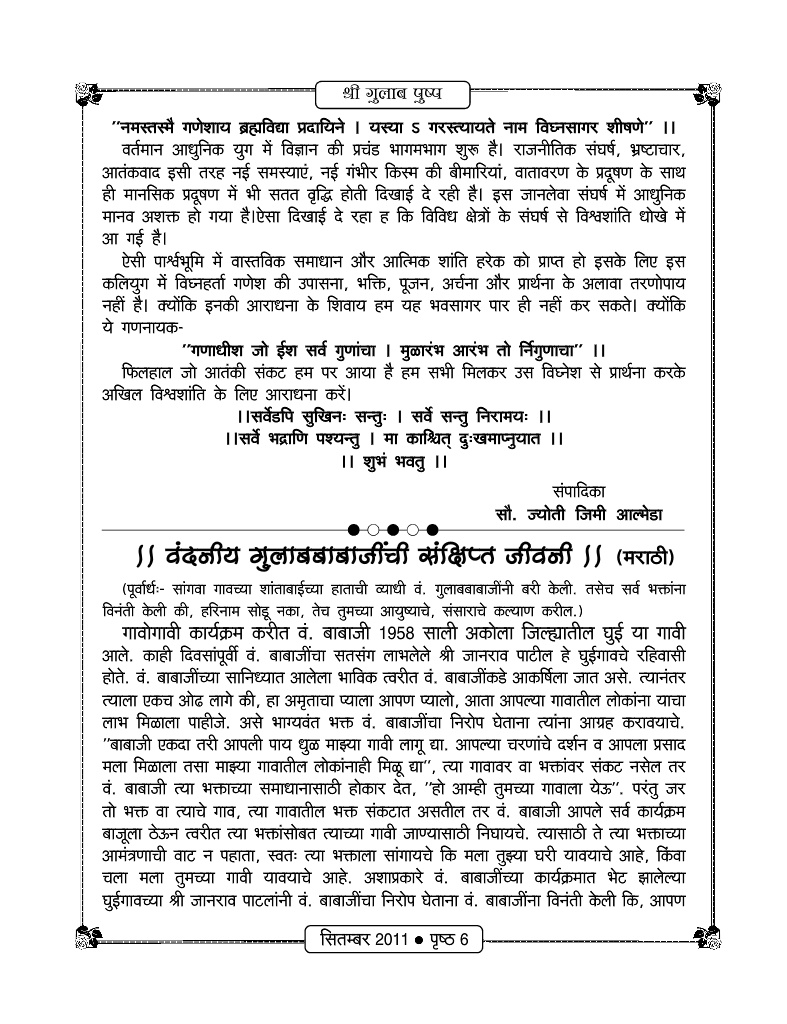 श्री गुलाब पुष्प
"नमस्तस्मै गणेशाय ब्रह्मविद्या प्रदायिने । यस्या ऽ गरस्त्यायते नाम विघ्नसागर शीषणे" ।।
वर्तमान आधुनिक युग में विज्ञान की प्रचंड भागमभाग शुरू है। राजनीतिक संघर्ष, भ्रष्टाचार,
आतंकवाद इसी तरह नई समस्याएं, नई गंभीर किस्म की बीमारियां, वातावरण के प्रदूषण के साथ
ही मानसिक प्रदूषण में भी सतत वृद्धि होती दिखाई दे रही है। इस जानलेवा संघर्ष में आधुनिक
मानव अशक्त हो गया है।ऐसा दिखाई दे रहा ह कि विविध क्षेत्रों के संघर्ष से विश्वशांति धोखे में
आ गई है।
ऐसी पार्श्वभूमि में वास्तविक समाधान और आत्मिक शांति हरेक को प्राप्त हो इसके लिए इस
कलियुग में विघ्नहर्ता गणेश की उपासना, भक्ति, पूजन, अर्चना और प्रार्थना के अलावा तरणोपाय
नहीं है। क्योंकि इनकी आराधना के शिवाय हम यह भवसागर पार ही नहीं कर सकते। क्योंकि
ये गणनायक-
"गणाधीश जो ईश सर्व गुणांचा । मुळारंभ आरंभ तो र्निगुणाचा" ।।
फिलहाल जो आतंकी संकट हम पर आया है हम सभी मिलकर उस विघ्नेश से प्रार्थना करके
अखिल विश्वशांति के लिए आराधना करें।
।।सर्वेडपि सुखिनः सन्तुः । सर्वे सन्तु निरामयः ।।
।।सर्वे भद्राणि पश्यन्तु । मा काश्चित् दुःखमाप्नुयात ।।
।। शुभं भवतु ।।
संपादिका
सौ. ज्योती जिमी आल्मेडा
।। वंदनीय गुलाबबाबाजींची संक्षिप्त जीवनी ।। (मराठी)
(पूर्वार्धः- सांगवा गावच्या शांताबाईच्या हाताची व्याधी वं. गुलाबबाबाजींनी बरी केली. तसेच सर्व भक्तांना
विनंती केली की, हरिनाम सोडू नका, तेच तुमच्या आयुष्याचे, संसाराचे कल्याण करील.)
गावोगावी कार्यक्रम करीत वं. बाबाजी 1958 साली अकोला जिल्ह्यातील घुई या गावी
आले. काही दिवसांपूर्वी वं. बाबाजींचा सतसंग लाभलेले श्री जानराव पाटील हे घुईगावचे रहिवासी
होते. वं. बाबाजींच्या सानिध्यात आलेला भाविक त्वरीत वं. बाबाजींकडे आकर्षिला जात असे. त्यानंतर
त्याला एकच ओढ लागे की, हा अमृताचा प्याला आपण प्यालो, आता आपल्या गावातील लोकांना याचा
लाभ मिळाला पाहीजे. असे भाग्यवंत भक्त वं. बाबाजींचा निरोप घेताना त्यांना आग्रह करावयाचे.
"बाबाजी एकदा तरी आपली पाय धुळ माझ्या गावी लागू द्या. आपल्या चरणांचे दर्शन व आपला प्रसाद
मला मिळाला तसा माझ्या गावातील लोकांनाही मिळू द्या", त्या गावावर वा भक्तांवर संकट नसेल तर
वं. बाबाजी त्या भक्ताच्या समाधानासाठी होकार देत, "हो आम्ही तुमच्या गावाला येऊ". परंतु जर
तो भक्त वा त्याचे गाव, त्या गावातील भक्त संकटात असतील तर वं. बाबाजी आपले सर्व कार्यक्रम
बाजूला ठेऊन त्वरीत त्या भक्तांसोबत त्याच्या गावी जाण्यासाठी निघायचे. त्यासाठी ते त्या भक्ताच्या
आमंत्रणाची वाट न पहाता, स्वतः त्या भक्ताला सांगायचे कि मला तुझ्या घरी यावयाचे आहे, किंवा
चला मला तुमच्या गावी यावयाचे आहे. अशाप्रकारे वं. बाबाजींच्या कार्यक्रमात भेट झालेल्या
घुईगावच्या श्री जानराव पाटलांनी वं. बाबाजींचा निरोप घेताना वं. बाबाजींना विनंती केली कि, आपण
सितम्बर 2011 ● पृष्ठ 6